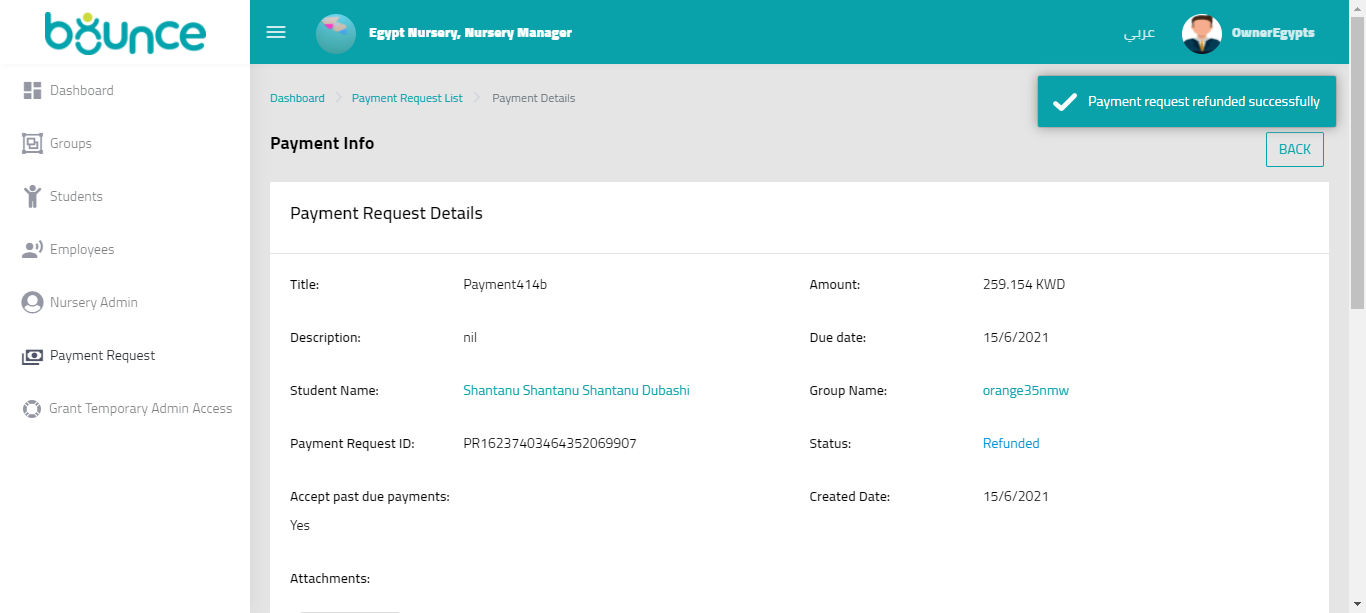 bounce
Egypt Nursery, Nursery Manager
عربي
OwnerEgypts
Dashboard
Groups
Students
Employees
Nursery Admin
Payment Request
Grant Temporary Admin Access
Dashboard
Payment Request List
Payment Details
Payment request refunded successfully
Payment Info
BACK
Payment Request Details
Title: Payment414b
Amount: 259.154 KWD
Description: nil
Due date: 15/6/2021
Student Name: Shantanu Shantanu Shantanu Dubashi
Group Name: orange35nmw
Payment Request ID: PR16237403464352069907
Status: Refunded
Accept past due payments:
Yes
Created Date: 15/6/2021
Attachments: